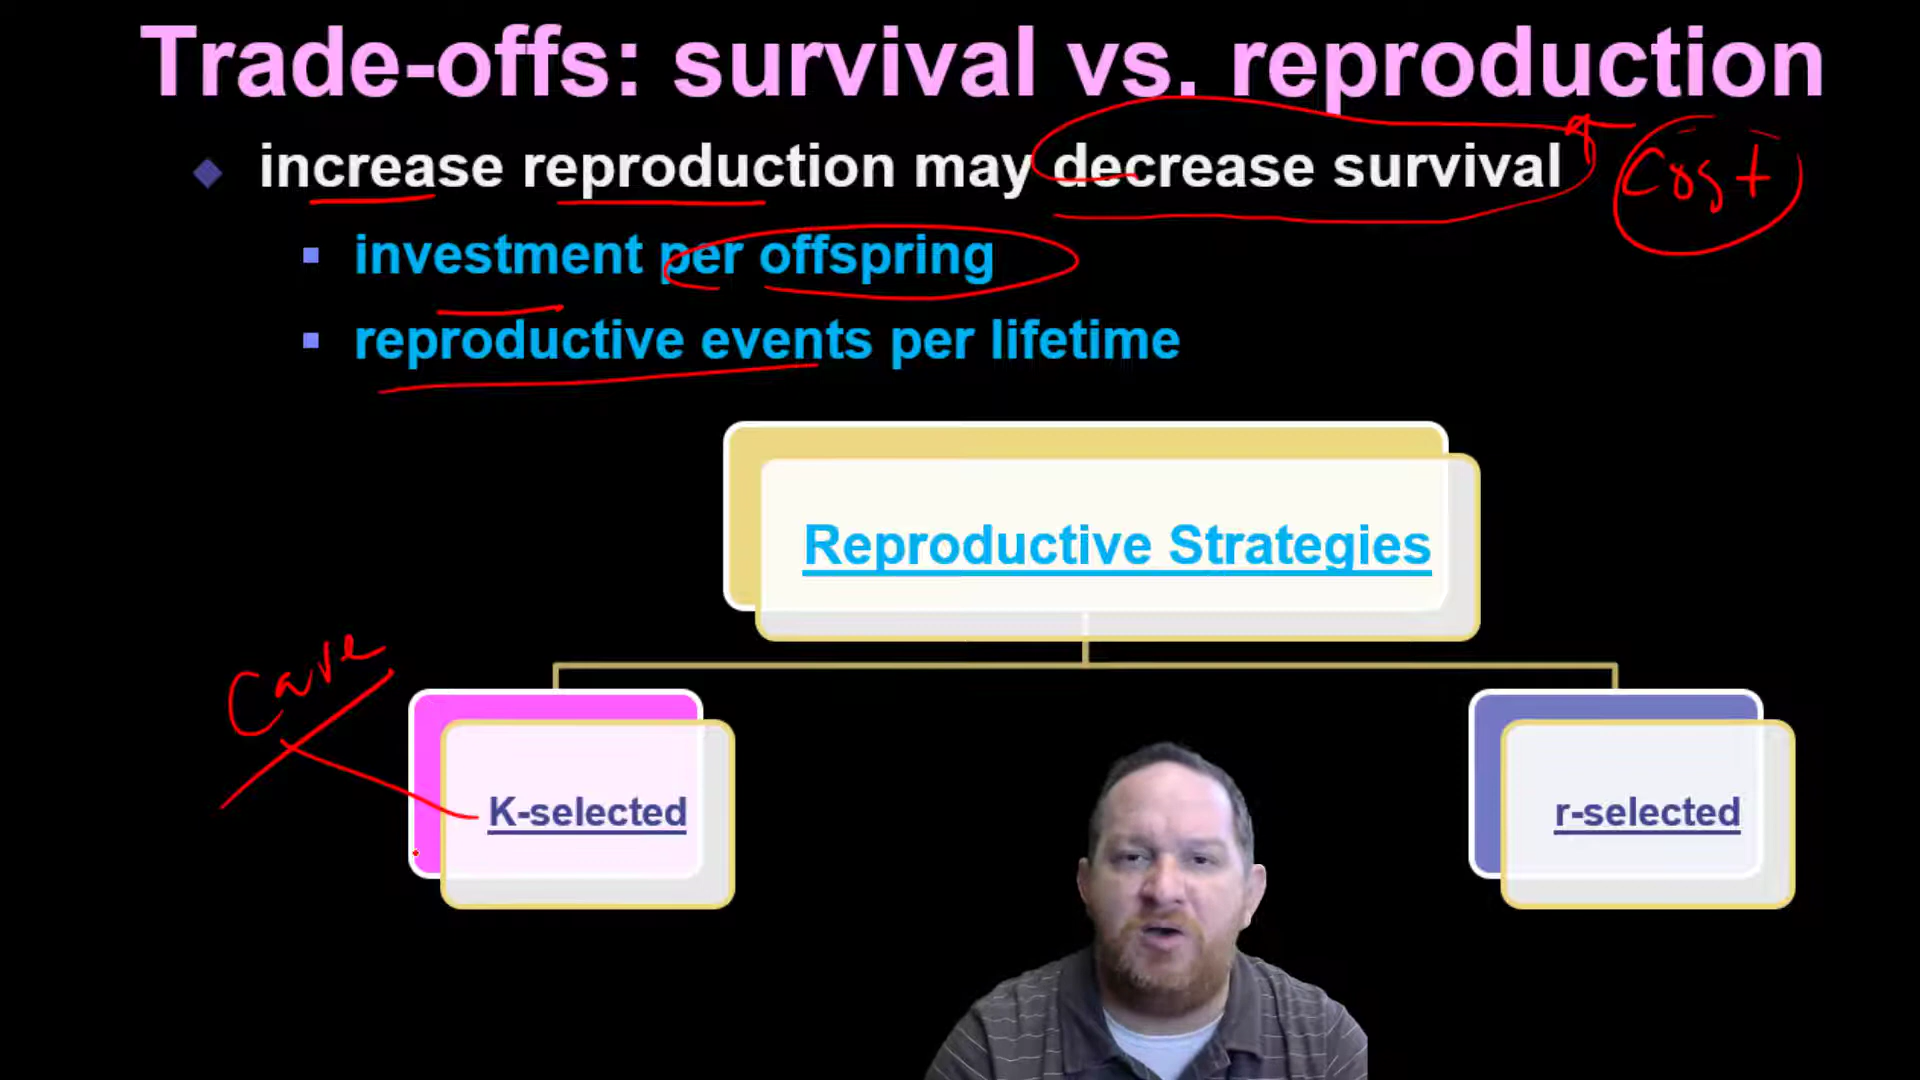 Trade-offs: survival vs. reproduction
increase reproduction may decrease survival
cost
investment per offspring
reproductive events per lifetime
Reproductive Strategies
Care
K-selected
r-selected